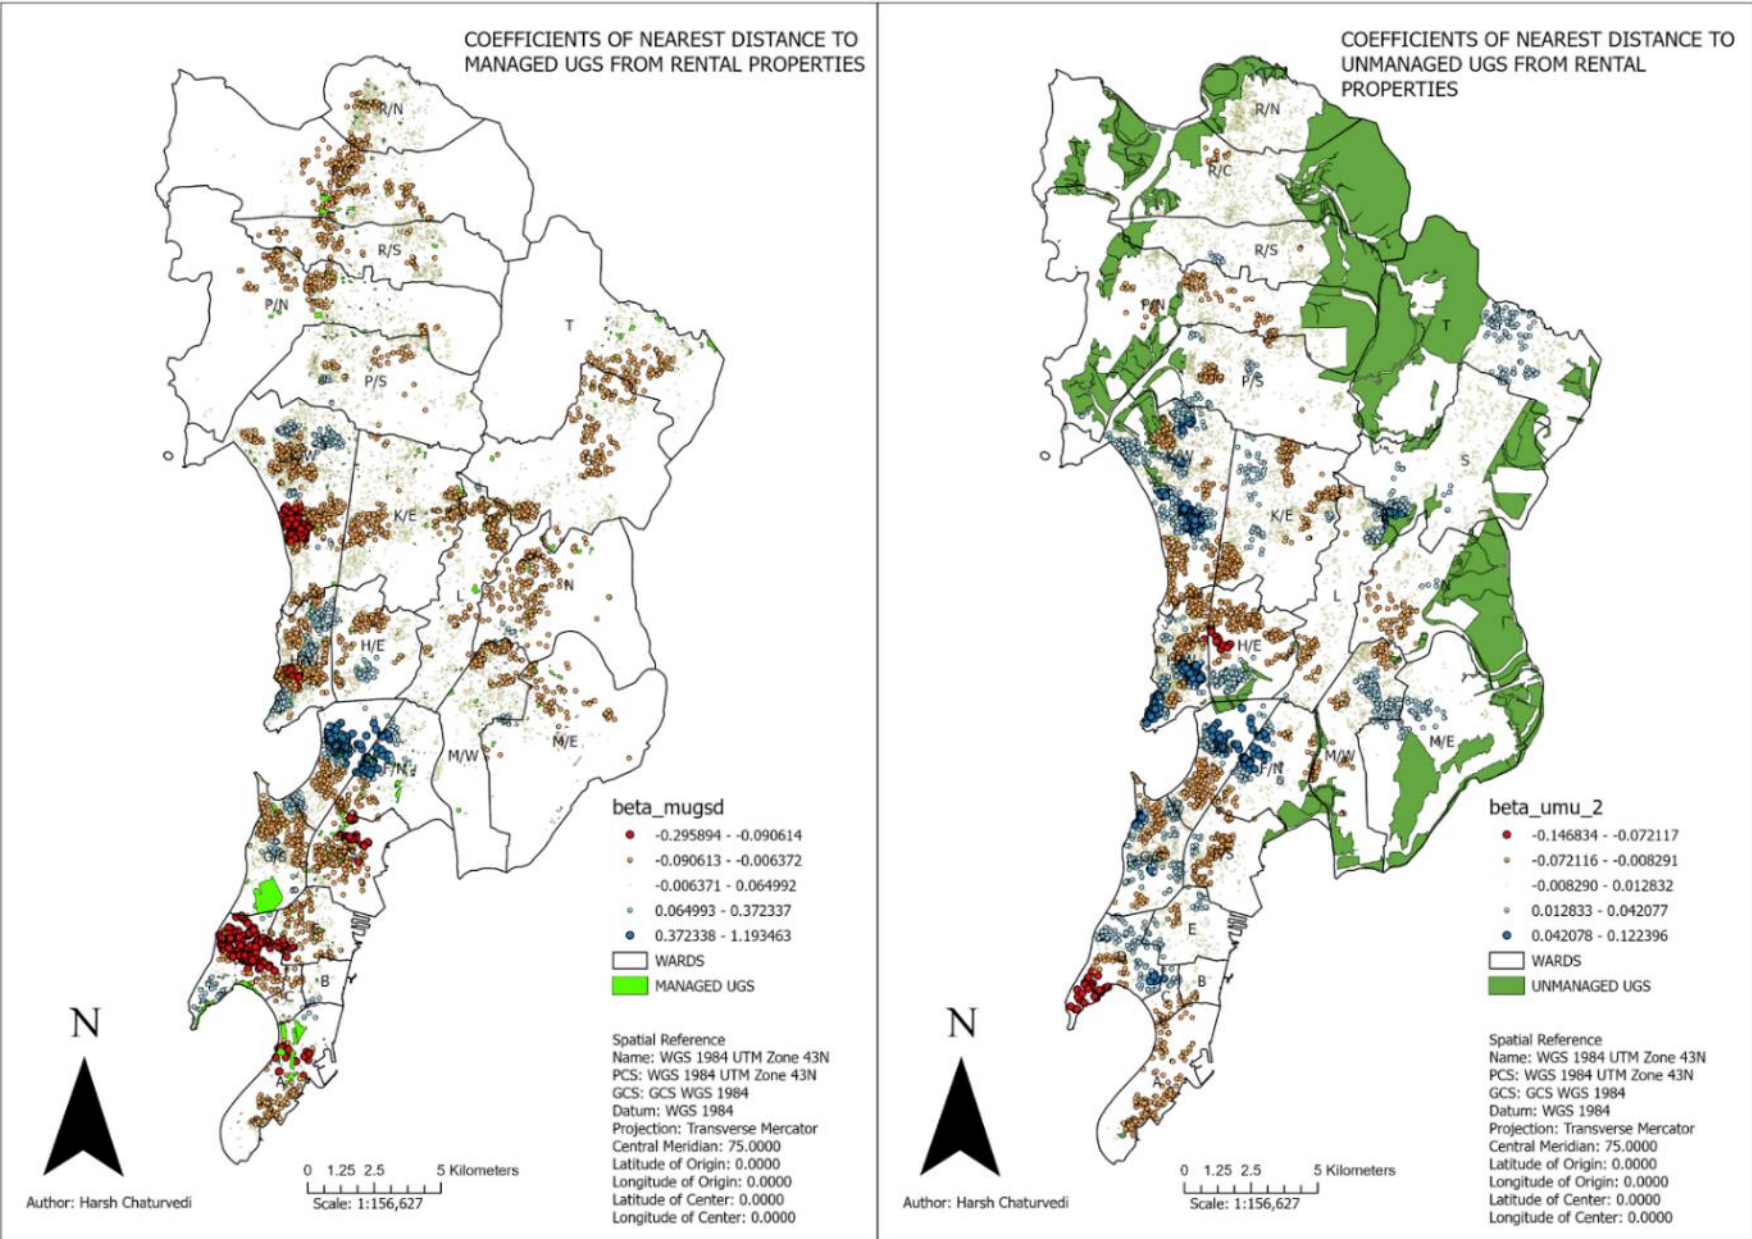 COEFFICIENTS OF NEAREST DISTANCE TO
MANAGED UGS FROM RENTAL PROPERTIES
R/N
R/S
P/N
T
P/S
K/E
N
L
H/E
M/E
M/W
F/N
B
C
A
beta_mugsd
-0.295894 - -0.090614
-0.090613 - -0.006372
-0.006371 - 0.064992
0.064993 - 0.372337
0.372338 - 1.193463
WARDS
MANAGED UGS
N
Spatial Reference
Name: WGS 1984 UTM Zone 43N
PCS: WGS 1984 UTM Zone 43N
GCS: GCS WGS 1984
Datum: WGS 1984
Projection: Transverse Mercator
Central Meridian: 75.0000
Latitude of Origin: 0.0000
Longitude of Origin: 0.0000
Latitude of Center: 0.0000
Longitude of Center: 0.0000
0 1.25 2.5 5 Kilometers
Scale: 1:156,627
Author: Harsh Chaturvedi
COEFFICIENTS OF NEAREST DISTANCE TO
UNMANAGED UGS FROM RENTAL
PROPERTIES
R/N
R/C
R/S
P/N
T
P/S
S
K/E
N
L
H/E
M/E
M/W
F/N
E
B
C
A
beta_umu_2
-0.146834 - -0.072117
-0.072116 - -0.008291
-0.008290 - 0.012832
0.012833 - 0.042077
0.042078 - 0.122396
WARDS
UNMANAGED UGS
N
Spatial Reference
Name: WGS 1984 UTM Zone 43N
PCS: WGS 1984 UTM Zone 43N
GCS: GCS WGS 1984
Datum: WGS 1984
Projection: Transverse Mercator
Central Meridian: 75.0000
Latitude of Origin: 0.0000
Longitude of Origin: 0.0000
Latitude of Center: 0.0000
Longitude of Center: 0.0000
0 1.25 2.5 5 Kilometers
Scale: 1:156,627
Author: Harsh Chaturvedi